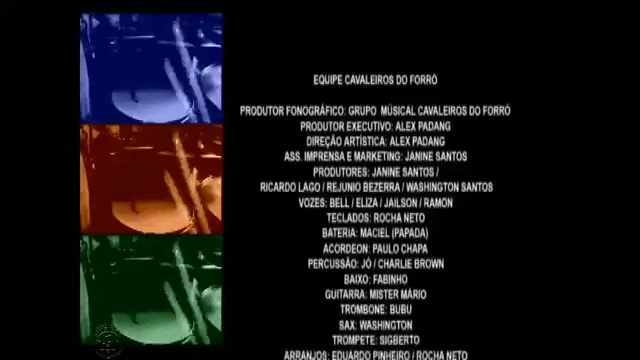 EQUIPE CAVALEIROS DO FORRÓ
PRODUTOR FONOGRÁFICO: GRUPO MÚSICAL CAVALEIROS DO FORRÓ
PRODUTOR EXECUTIVO: ALEX PADANG
DIREÇÃO ARTÍSTICA: ALEX PADANG
ASS. IMPRENSA E MARKETING: JANINE SANTOS
PRODUTORES: JANINE SANTOS /
RICARDO LAGO / REJUNIO BEZERRA / WASHINGTON SANTOS
VOZES: BELL / ELIZA / JAILSON / RAMON
TECLADOS: ROCHA NETO
BATERIA: MACIEL (PAPADA)
ACORDEON: PAULO CHAPA
PERCUSSÃO: JÓ / CHARLIE BROWN
BAIXO: FABINHO
GUITARRA: MISTER MÁRIO
TROMBONE: BUBU
SAX: WASHINGTON
TROMPETE: SIGBERTO
ARRANJOS: EDUARDO PINHEIRO / ROCHA NETO